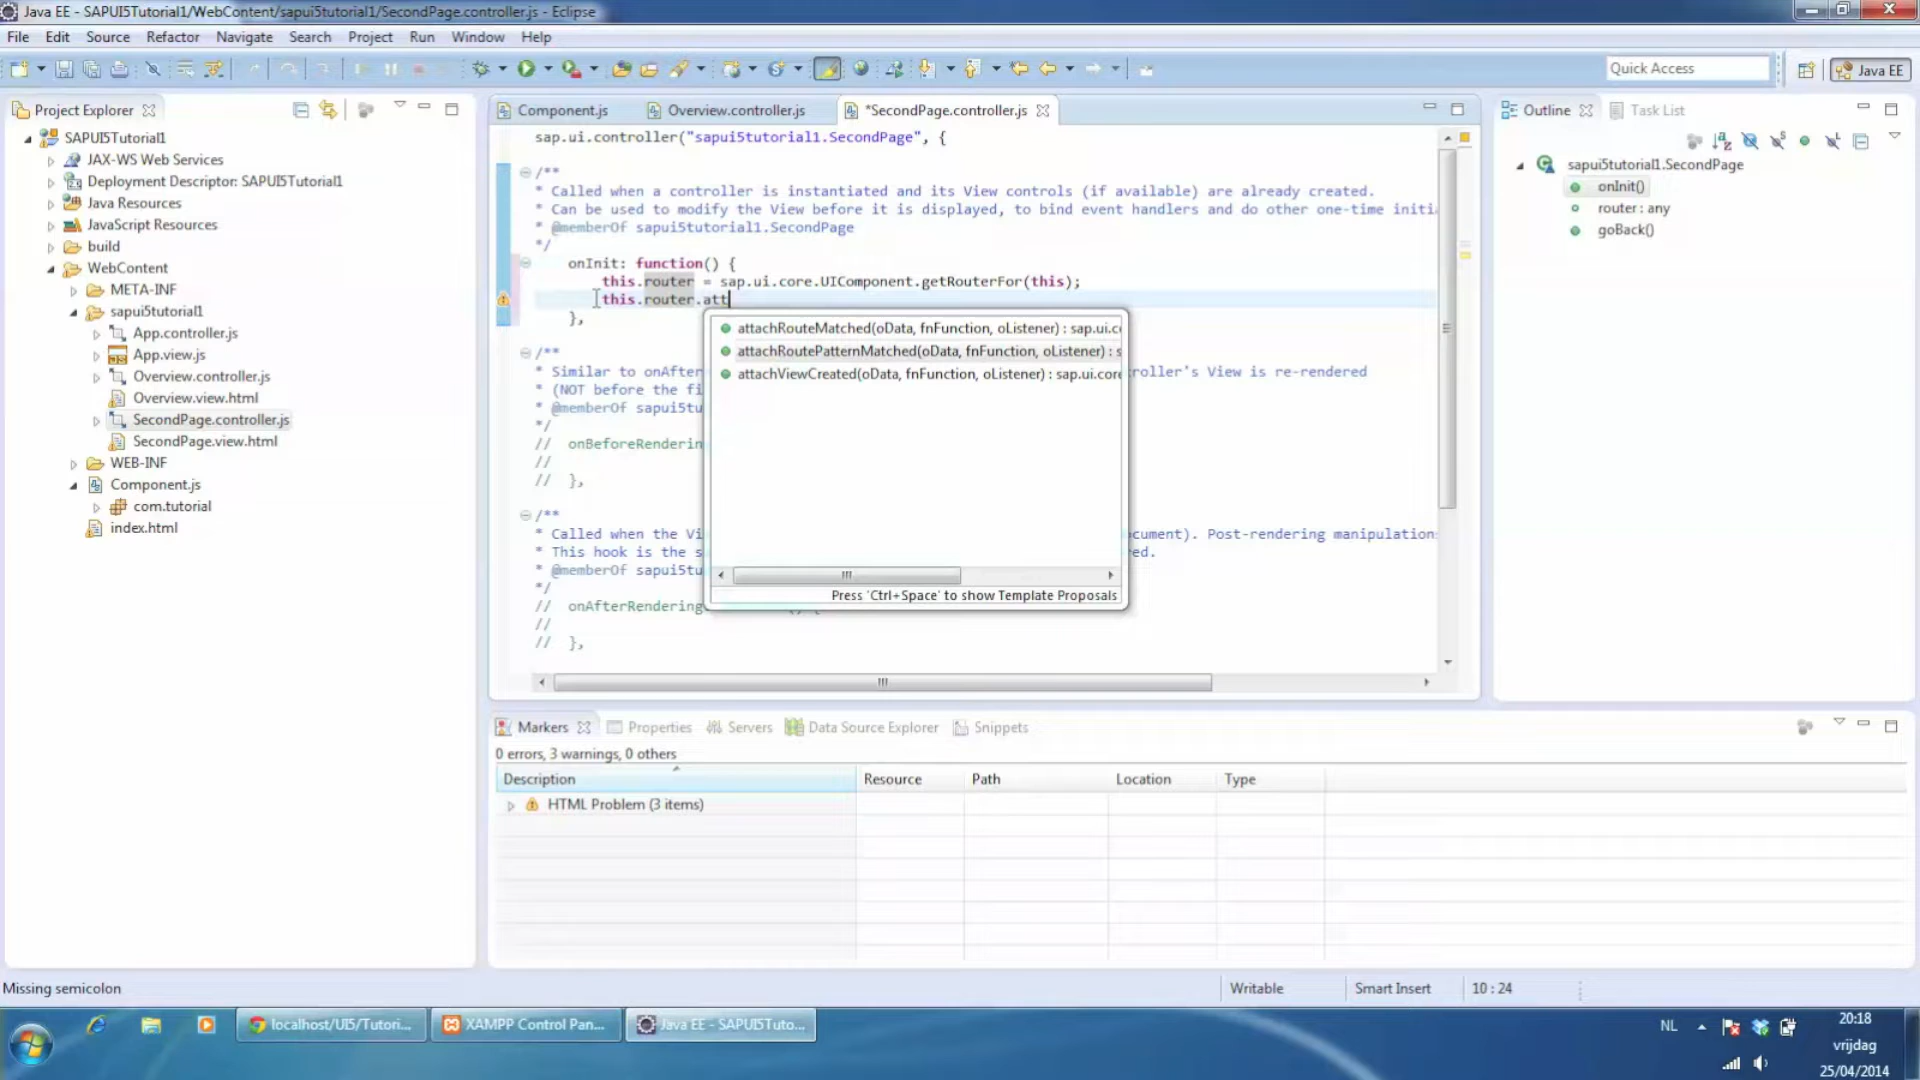 Java EE - SAPUI5Tutorial1/WebContent/sapui5tutorial1/SecondPage.controller.js - Eclipse
File Edit Source Refactor Navigate Search Project Run Window Help
Quick Access
Java EE
Project Explorer
SAPUI5Tutorial1
JAX-WS Web Services
Deployment Descriptor: SAPUI5Tutorial1
Java Resources
JavaScript Resources
build
WebContent
META-INF
sapui5tutorial1
App.controller.js
App.view.js
Overview.controller.js
Overview.view.html
SecondPage.controller.js
SecondPage.view.html
WEB-INF
Component.js
com.tutorial
index.html
Component.js
Overview.controller.js
*SecondPage.controller.js
sap.ui.controller("sapui5tutorial1.SecondPage", {
/**
* Called when a controller is instantiated and its View controls (if available) are already created.
* Can be used to modify the View before it is displayed, to bind event handlers and do other one-time initi
* @memberOf sapui5tutorial1.SecondPage
*/
onInit: function() {
this.router = sap.ui.core.UIComponent.getRouterFor(this);
this.router.att
},
/**
* Similar to onAfter roller's View is re-rendered
* (NOT before the fi
* @memberOf sapui5tu
*/
// onBeforeRenderin
//
// },
/**
* Called when the Vi cument). Post-rendering manipulation
* This hook is the s ed.
* @memberOf sapui5tu
*/
// onAfterRendering
//
// },
attachRouteMatched(oData, fnFunction, oListener) : sap.ui.c
attachRoutePatternMatched(oData, fnFunction, oListener) : s
attachViewCreated(oData, fnFunction, oListener) : sap.ui.core
Press 'Ctrl+Space' to show Template Proposals
Outline
Task List
sapui5tutorial1.SecondPage
onInit()
router : any
goBack()
Markers
Properties
Servers
Data Source Explorer
Snippets
0 errors, 3 warnings, 0 others
Description Resource Path Location Type
HTML Problem (3 items)
Missing semicolon
Writable
Smart Insert
10 : 24
localhost/UI5/Tutori...
XAMPP Control Pan...
Java EE - SAPUI5Tuto...
NL
20:18
vrijdag
25/04/2014